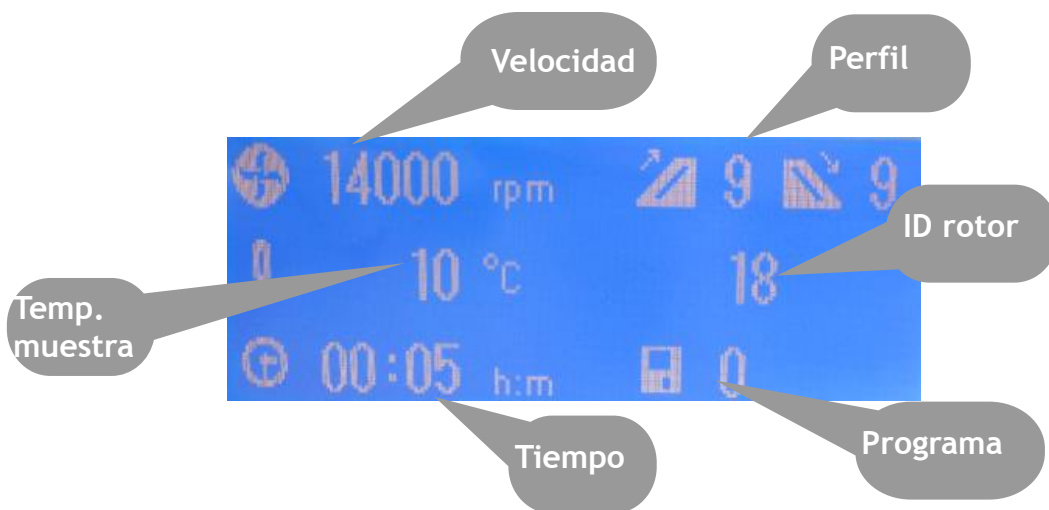 Velocidad
Perfil
14000 rpm 9 9
ID rotor
10 °C 18
Temp.
muestra
00:05 h:m 0
Tiempo
Programa